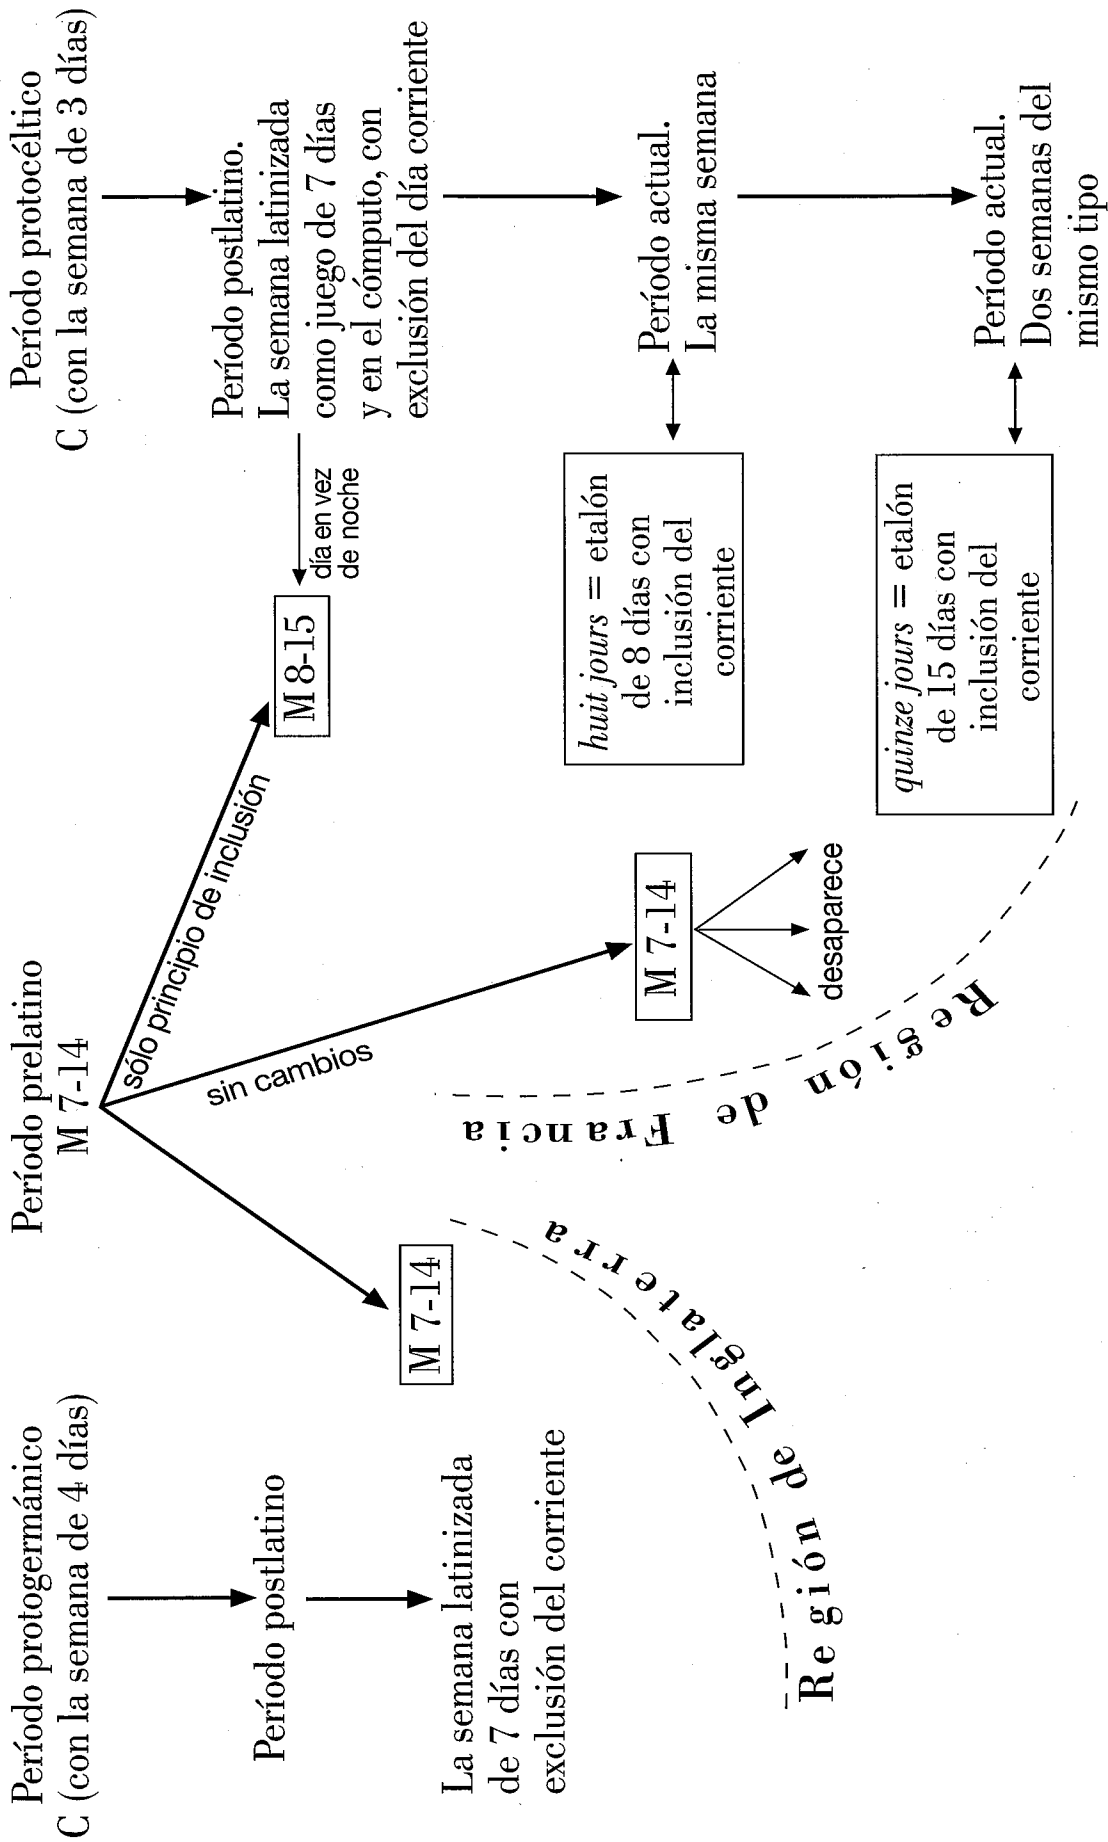 Período protogermánico
C (con la semana de 4 días)
Período postlatino
La semana latinizada
de 7 días con
exclusión del corriente
Región de Inglaterra
Período prelatino
M 7-14
sólo principio de inclusión
sin cambios
M 7-14
M 7-14
desaparece
Región de Francia
M 8-15
día en vez
de noche
Período protocéltico
C (con la semana de 3 días)
Período postlatino.
La semana latinizada
como juego de 7 días
y en el cómputo, con
exclusión del día corriente
huit jours = etalón
de 8 días con
inclusión del
corriente
Período actual.
La misma semana
quinze jours = etalón
de 15 días con
inclusión del
corriente
Período actual.
Dos semanas del
mismo tipo